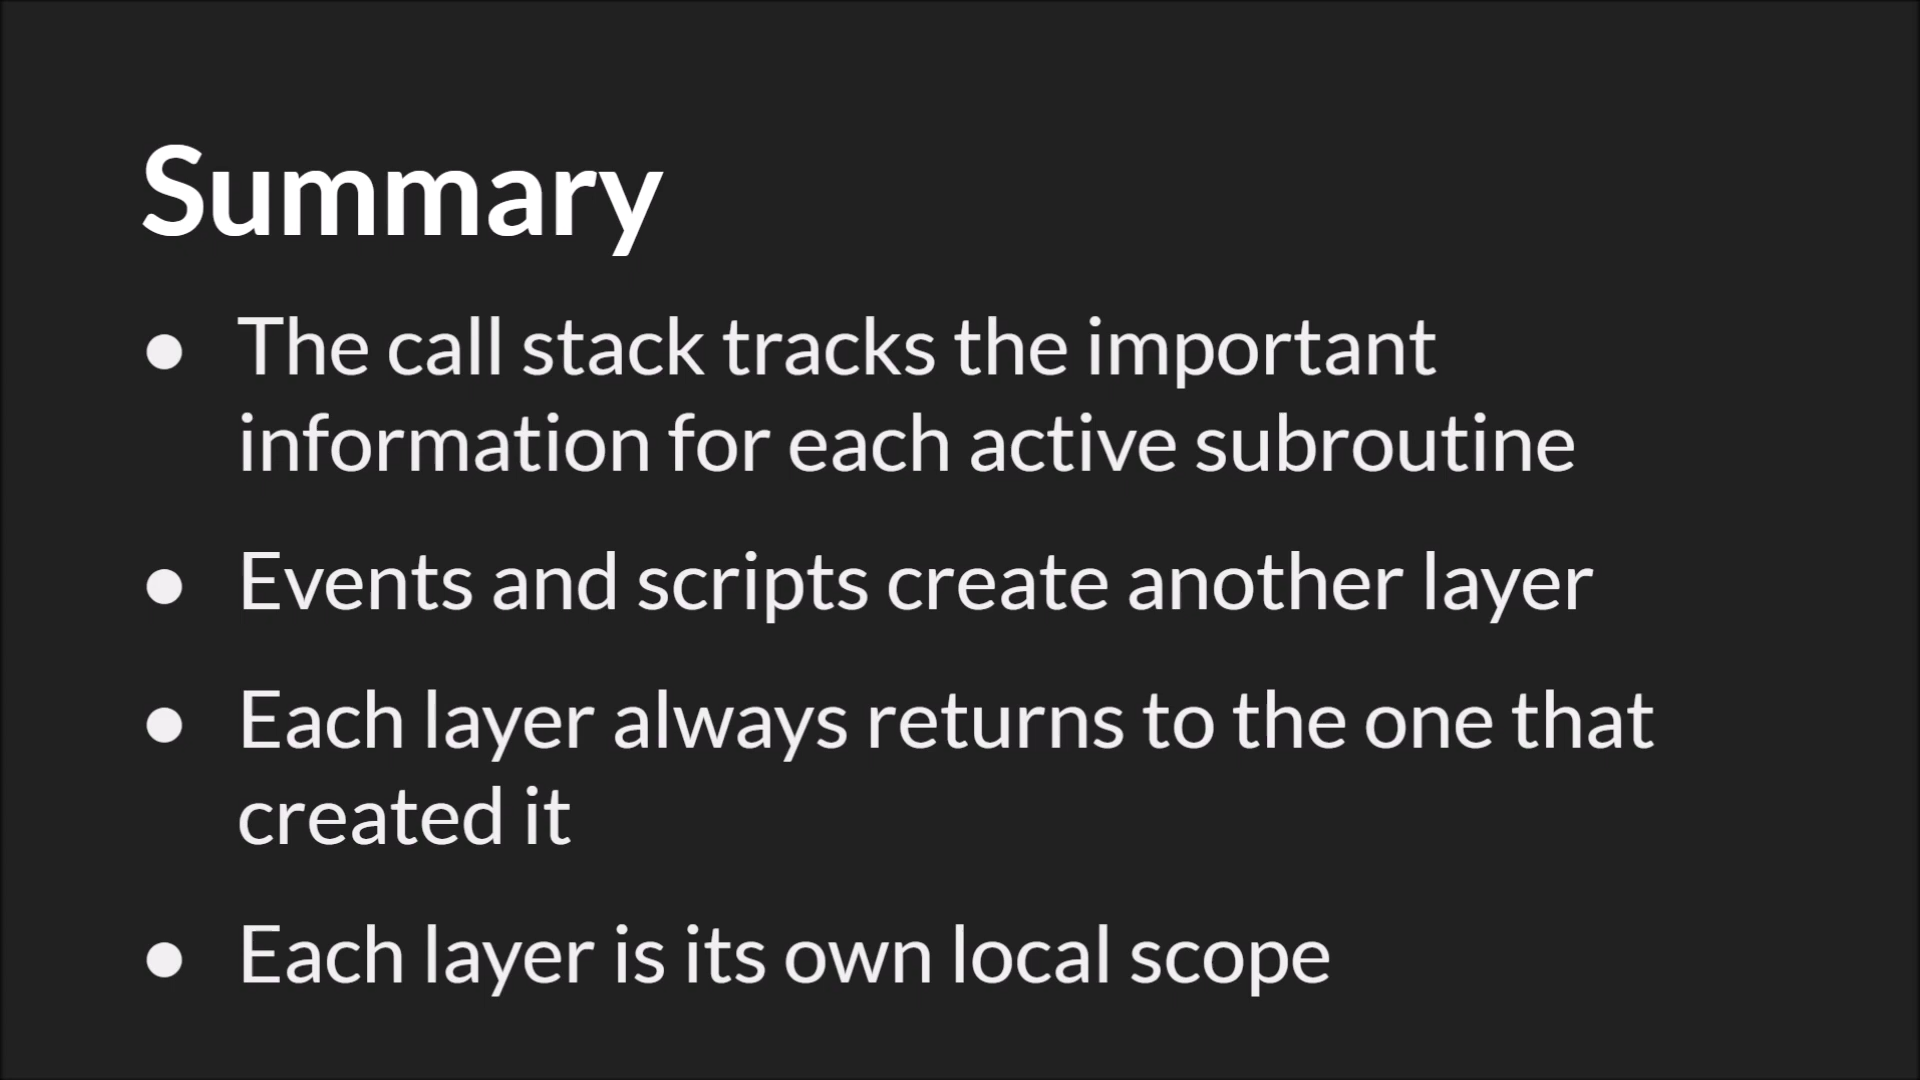 Summary
● The call stack tracks the important
information for each active subroutine
● Events and scripts create another layer
● Each layer always returns to the one that
created it
● Each layer is its own local scope